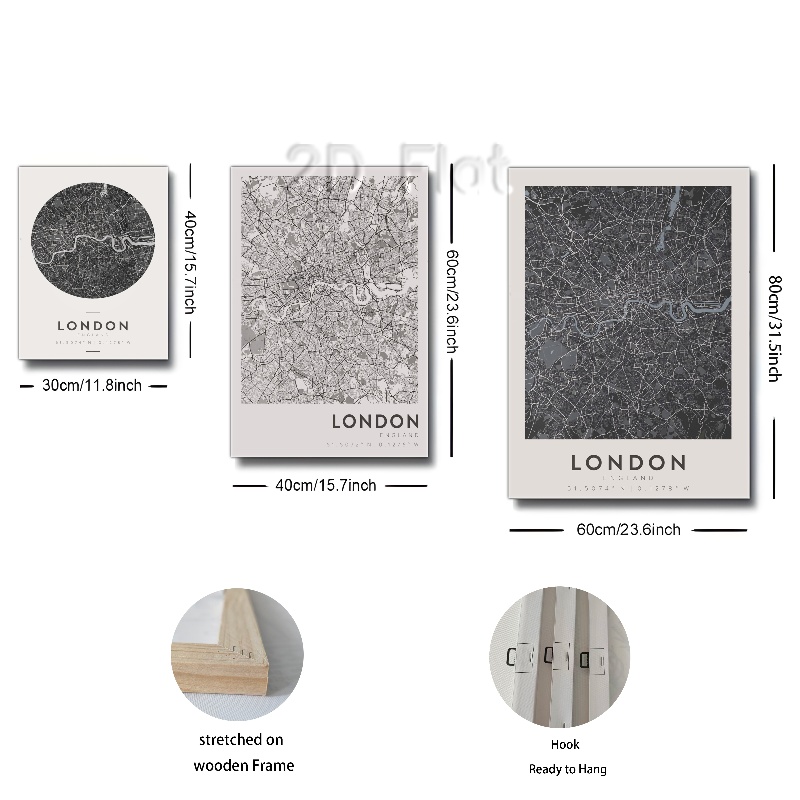 2D Flat
LONDON
40cm/15.7inch
30cm/11.8inch
LONDON
ENGLAND
60cm/23.6inch
40cm/15.7inch
LONDON
ENGLAND
80cm/31.5inch
60cm/23.6inch
stretched on
wooden Frame
Hook
Ready to Hang